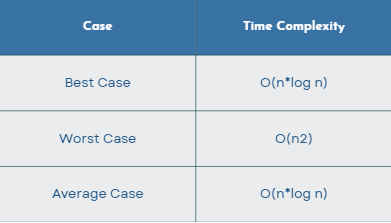 Case Time Complexity
Best Case O(n*log n)
Worst Case O(n2)
Average Case O(n*log n)